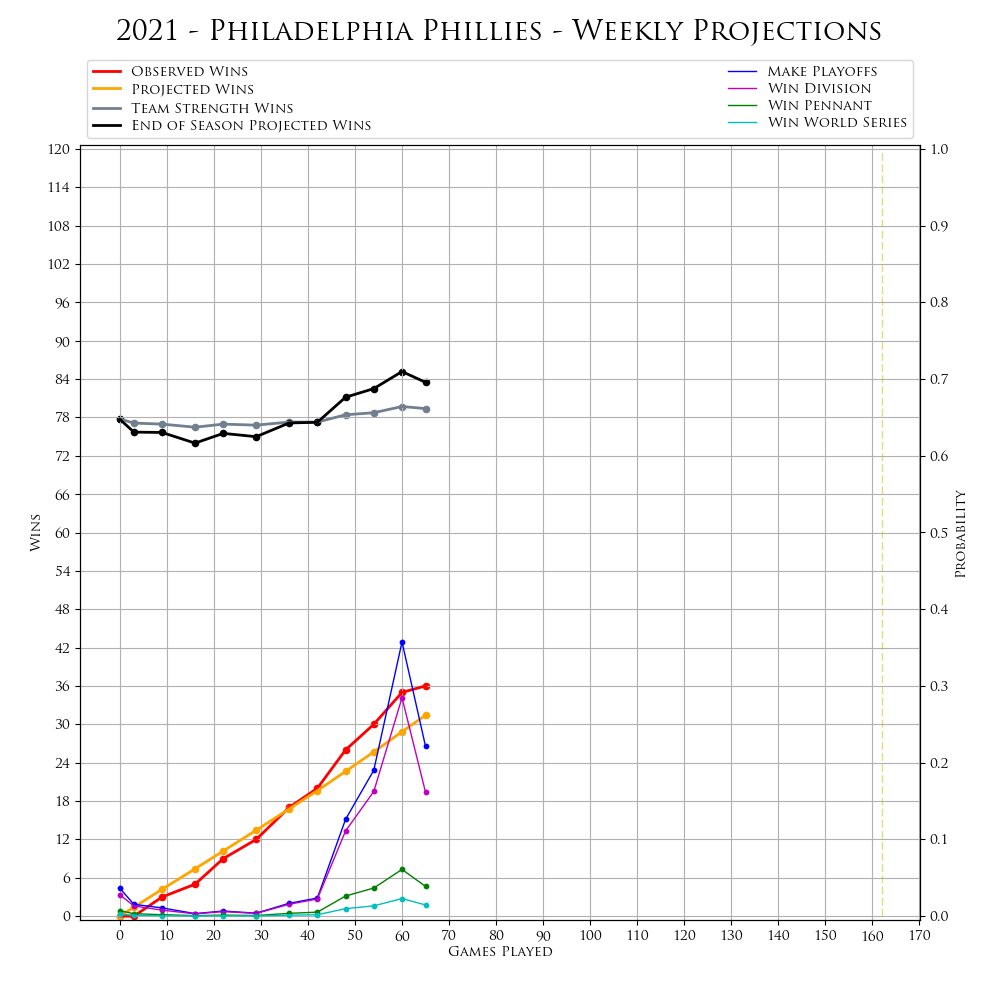 2021 - Philadelphia Phillies - Weekly Projections
Observed Wins
Projected Wins
Team Strength Wins
End of Season Projected Wins
Make Playoffs
Win Division
Win Pennant
Win World Series
120
114
108
102
96
90
84
78
72
66
60
54
48
42
36
30
24
18
12
6
0
Wins
1.0
0.9
0.8
0.7
0.6
0.5
0.4
0.3
0.2
0.1
0.0
Probability
0 10 20 30 40 50 60 70 80 90 100 110 120 130 140 150 160 170
Games Played